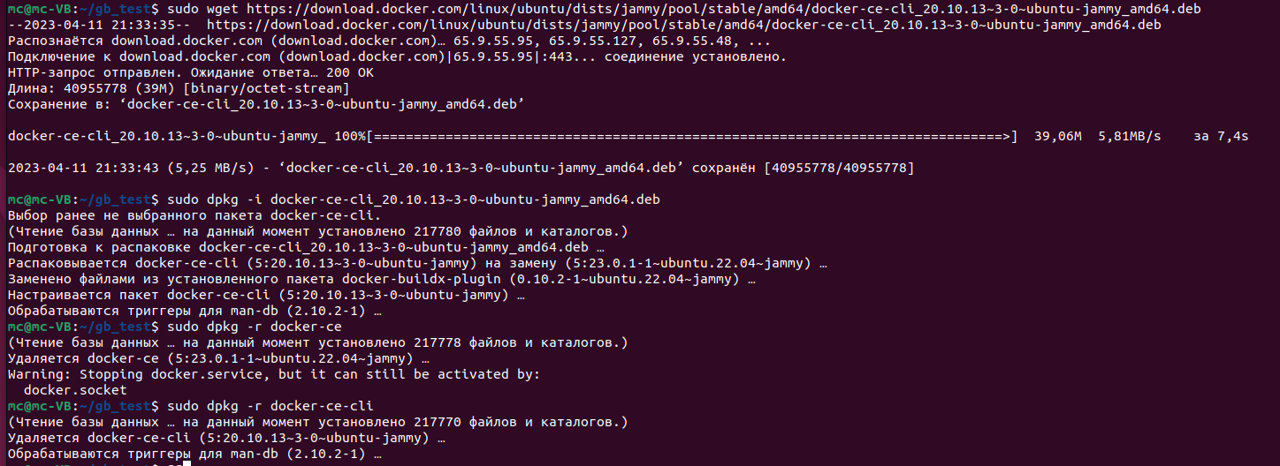 mc@mc-VB:~/gb_test$ sudo wget https://download.docker.com/linux/ubuntu/dists/jammy/pool/stable/amd64/docker-ce-cli_20.10.13~3-0~ubuntu-jammy_amd64.deb
--2023-04-11 21:33:35--  https://download.docker.com/linux/ubuntu/dists/jammy/pool/stable/amd64/docker-ce-cli_20.10.13~3-0~ubuntu-jammy_amd64.deb
Распознаётся download.docker.com (download.docker.com)… 65.9.55.95, 65.9.55.127, 65.9.55.48, ...
Подключение к download.docker.com (download.docker.com)|65.9.55.95|:443... соединение установлено.
HTTP-запрос отправлен. Ожидание ответа… 200 OK
Длина: 40955778 (39M) [binary/octet-stream]
Сохранение в: ‘docker-ce-cli_20.10.13~3-0~ubuntu-jammy_amd64.deb’
docker-ce-cli_20.10.13~3-0~ubuntu-jammy_ 100%[===============================================================================>]  39,06M  5,81MB/s    за 7,4s
2023-04-11 21:33:43 (5,25 MB/s) - ‘docker-ce-cli_20.10.13~3-0~ubuntu-jammy_amd64.deb’ сохранён [40955778/40955778]
mc@mc-VB:~/gb_test$ sudo dpkg -i docker-ce-cli_20.10.13~3-0~ubuntu-jammy_amd64.deb
Выбор ранее не выбранного пакета docker-ce-cli.
(Чтение базы данных … на данный момент установлено 217780 файлов и каталогов.)
Подготовка к распаковке docker-ce-cli_20.10.13~3-0~ubuntu-jammy_amd64.deb …
Распаковывается docker-ce-cli (5:20.10.13~3-0~ubuntu-jammy) на замену (5:23.0.1-1~ubuntu.22.04~jammy) …
Заменено файлами из установленного пакета docker-buildx-plugin (0.10.2-1~ubuntu.22.04~jammy) …
Настраивается пакет docker-ce-cli (5:20.10.13~3-0~ubuntu-jammy) …
Обрабатываются триггеры для man-db (2.10.2-1) …
mc@mc-VB:~/gb_test$ sudo dpkg -r docker-ce
(Чтение базы данных … на данный момент установлено 217778 файлов и каталогов.)
Удаляется docker-ce (5:23.0.1-1~ubuntu.22.04~jammy) …
Warning: Stopping docker.service, but it can still be activated by:
  docker.socket
mc@mc-VB:~/gb_test$ sudo dpkg -r docker-ce-cli
(Чтение базы данных … на данный момент установлено 217770 файлов и каталогов.)
Удаляется docker-ce-cli (5:20.10.13~3-0~ubuntu-jammy) …
Обрабатываются триггеры для man-db (2.10.2-1) …